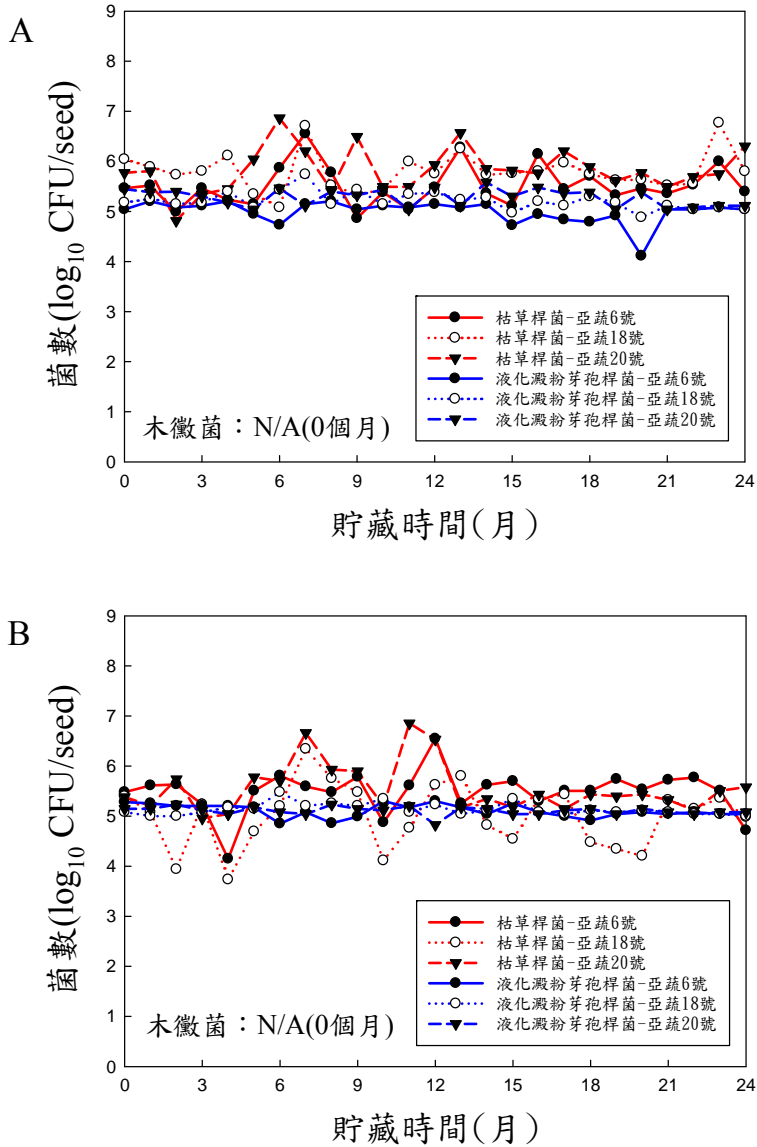 A
9
8
7
6
5
4
3
2
1
0
菌數(log10 CFU/seed)
枯草桿菌-亞蔬6號
枯草桿菌-亞蔬18號
枯草桿菌-亞蔬20號
液化澱粉芽孢桿菌-亞蔬6號
液化澱粉芽孢桿菌-亞蔬18號
液化澱粉芽孢桿菌-亞蔬20號
木黴菌：N/A(0個月)
0 3 6 9 12 15 18 21 24
貯藏時間(月)
B
9
8
7
6
5
4
3
2
1
0
菌數(log10 CFU/seed)
枯草桿菌-亞蔬6號
枯草桿菌-亞蔬18號
枯草桿菌-亞蔬20號
液化澱粉芽孢桿菌-亞蔬6號
液化澱粉芽孢桿菌-亞蔬18號
液化澱粉芽孢桿菌-亞蔬20號
木黴菌：N/A(0個月)
0 3 6 9 12 15 18 21 24
貯藏時間(月)